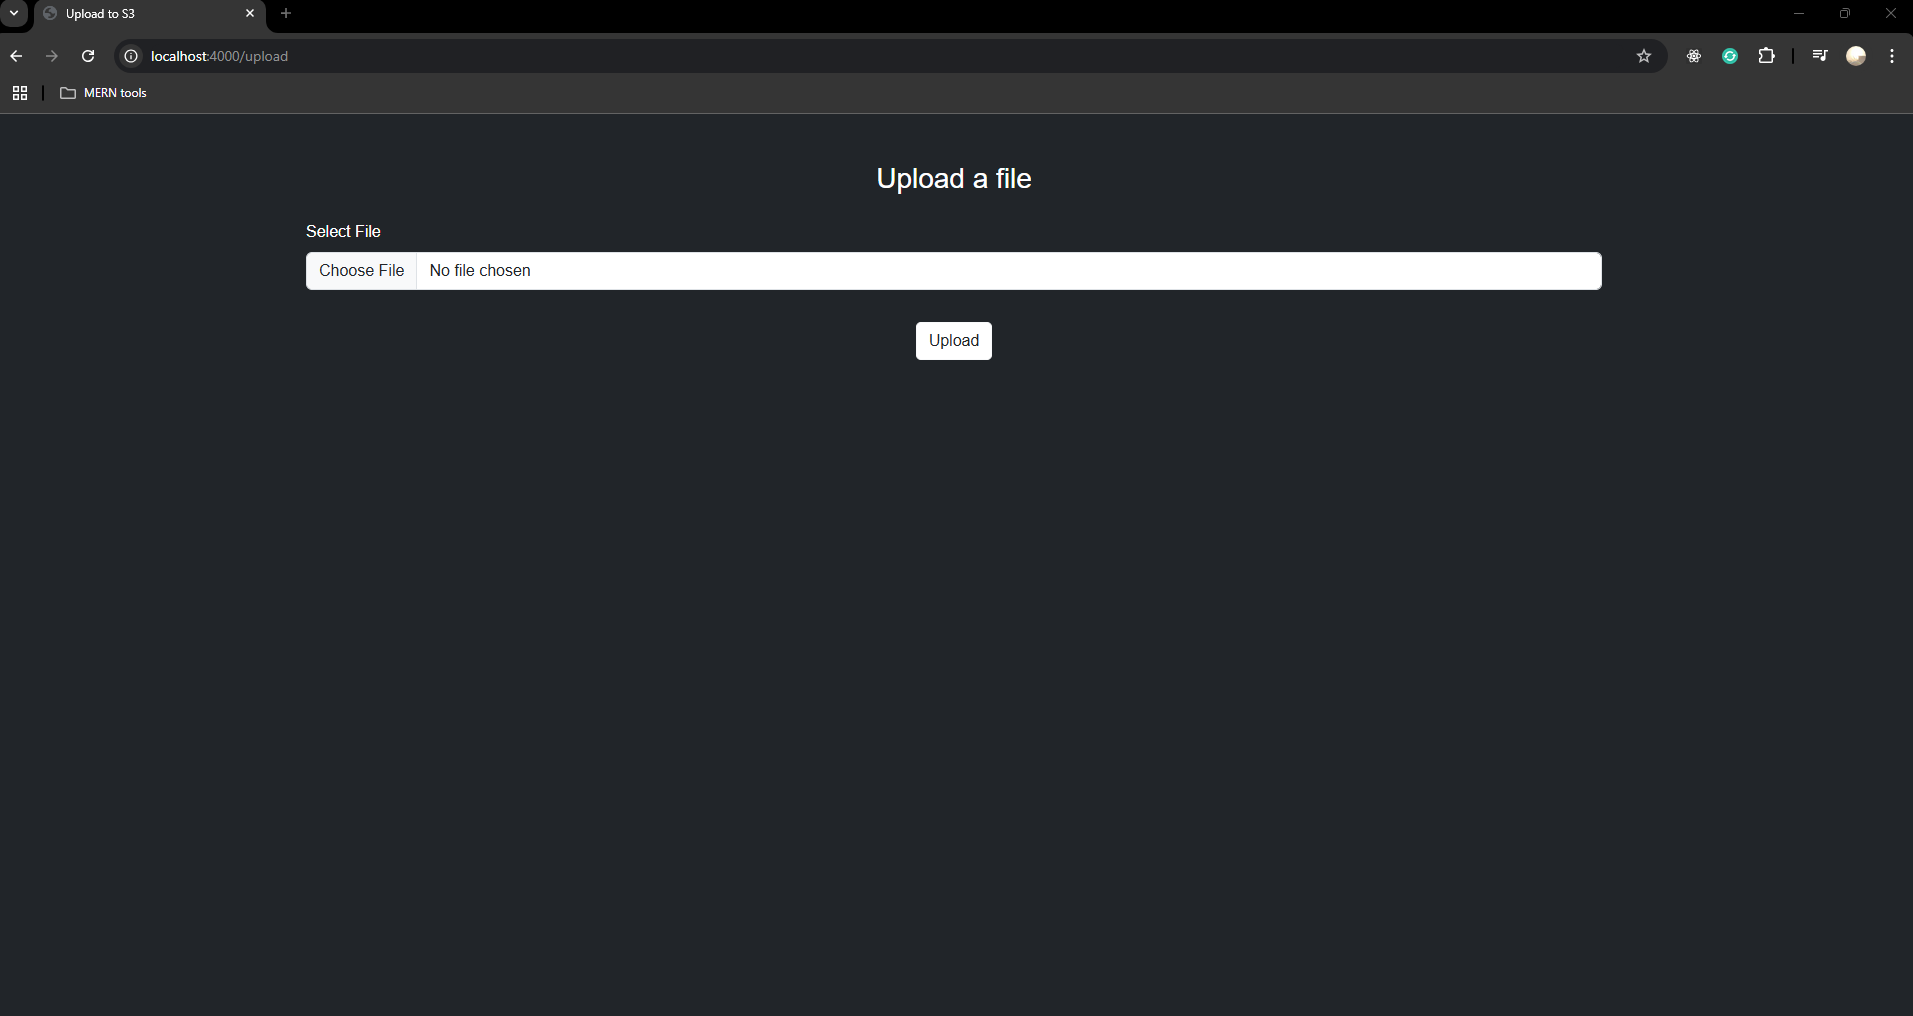 Upload to S3
localhost:4000/upload
MERN tools
Upload a file
Select File
Choose File No file chosen
Upload